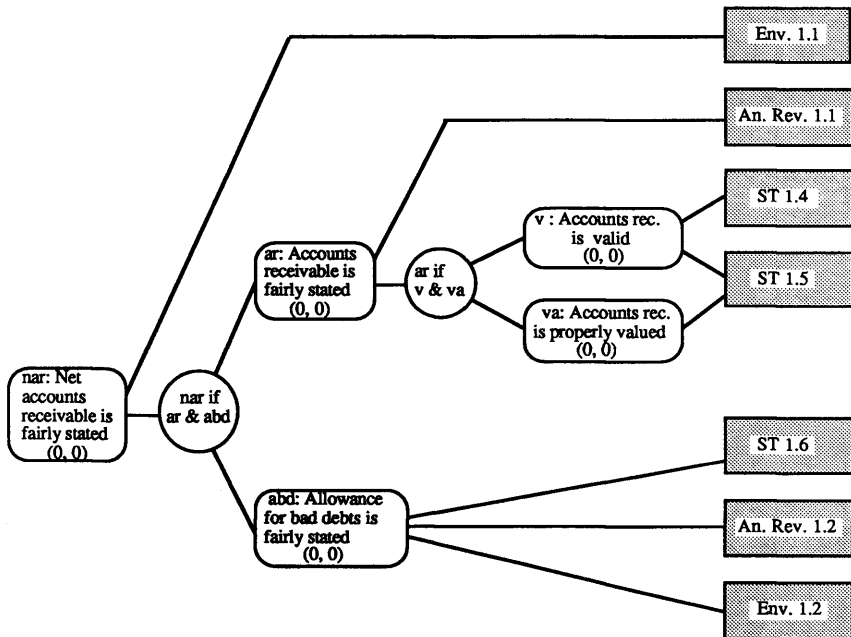 Env. 1.1
An. Rev. 1.1
ST 1.4
v : Accounts rec.
is valid
(0, 0)
ar: Accounts
receivable is
fairly stated
(0, 0)
ar if
v & va
ST 1.5
va: Accounts rec.
is properly valued
(0, 0)
nar: Net
accounts
receivable is
fairly stated
(0, 0)
nar if
ar & abd
ST 1.6
abd: Allowance
for bad debts is
fairly stated
(0, 0)
An. Rev. 1.2
Env. 1.2